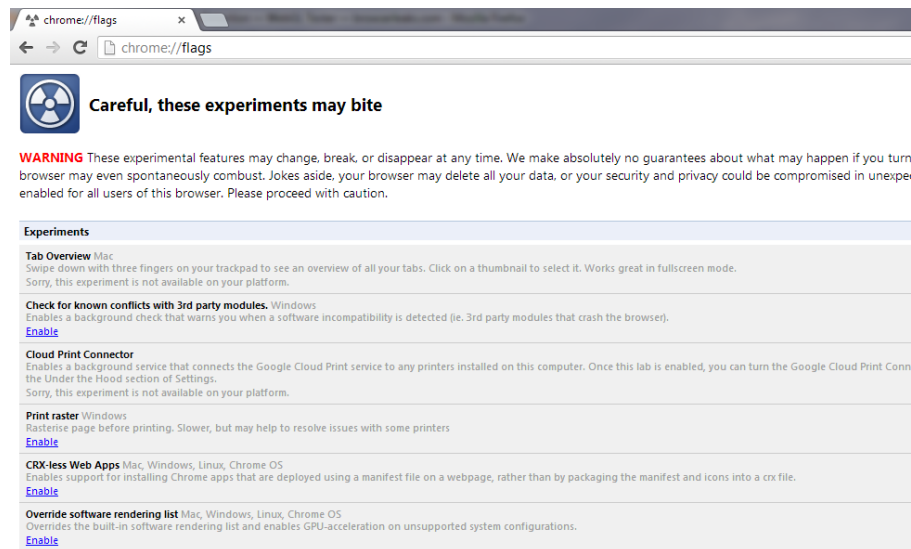 chrome://flags
chrome://flags
Careful, these experiments may bite
WARNING These experimental features may change, break, or disappear at any time. We make absolutely no guarantees about what may happen if you turn
browser may even spontaneously combust. Jokes aside, your browser may delete all your data, or your security and privacy could be compromised in
enabled for all users of this browser. Please proceed with caution.
Experiments
Tab Overview Mac
Swipe down with three fingers on your trackpad to see an overview of all your tabs. Click on a thumbnail to select it. Works great in fullscreen mode.
Sorry, this experiment is not available on your platform.
Check for known conflicts with 3rd party modules. Windows
Enables a background check that warns you when a software incompatibility is detected (ie. 3rd party modules that crash the browser).
Enable
Cloud Print Connector
Enables a background service that connects the Google Cloud Print service to any printers installed on this computer. Once this lab is enabled, you can turn the Google Cloud Print
the Under the Hood section of Settings.
Sorry, this experiment is not available on your platform.
Print raster Windows
Rasterise page before printing. Slower, but may help to resolve issues with some printers
Enable
CRX-less Web Apps Mac, Windows, Linux, Chrome OS
Enables support for installing Chrome apps that are deployed using a manifest file on a webpage, rather than by packaging the manifest and icons into a crx file.
Enable
Override software rendering list Mac, Windows, Linux, Chrome OS
Overrides the built-in software rendering list and enables GPU-acceleration on unsupported system configurations.
Enable